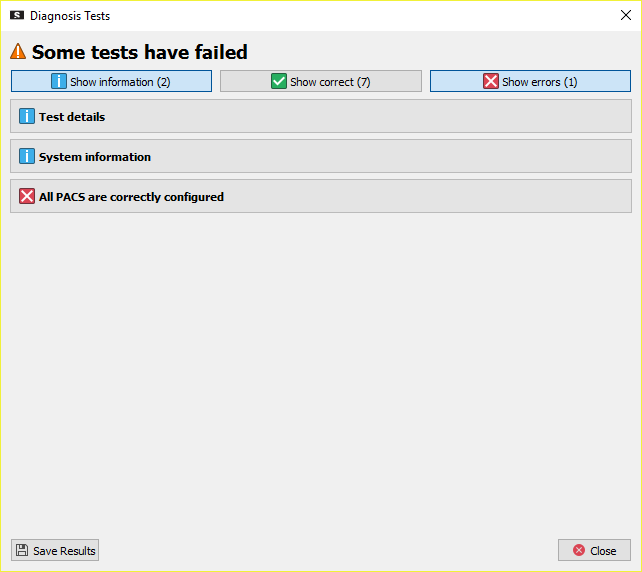 Diagnosis Tests
Some tests have failed
Show information (2)
Show correct (7)
Show errors (1)
Test details
System information
All PACS are correctly configured
Save Results
Close